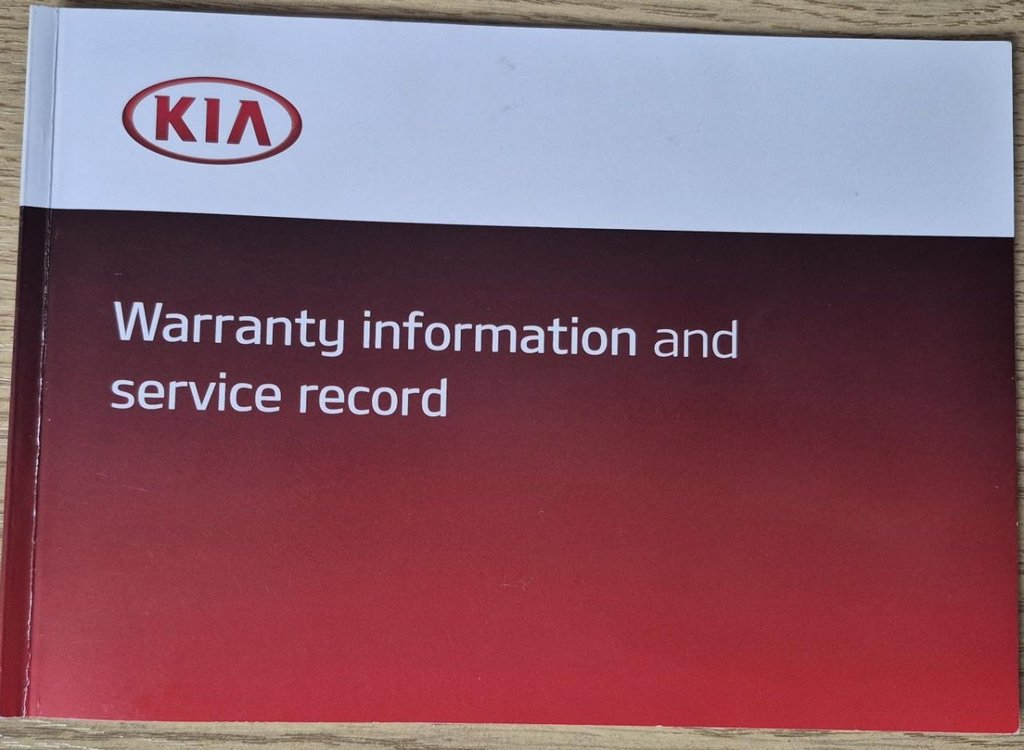 KIA
Warranty information and
service record